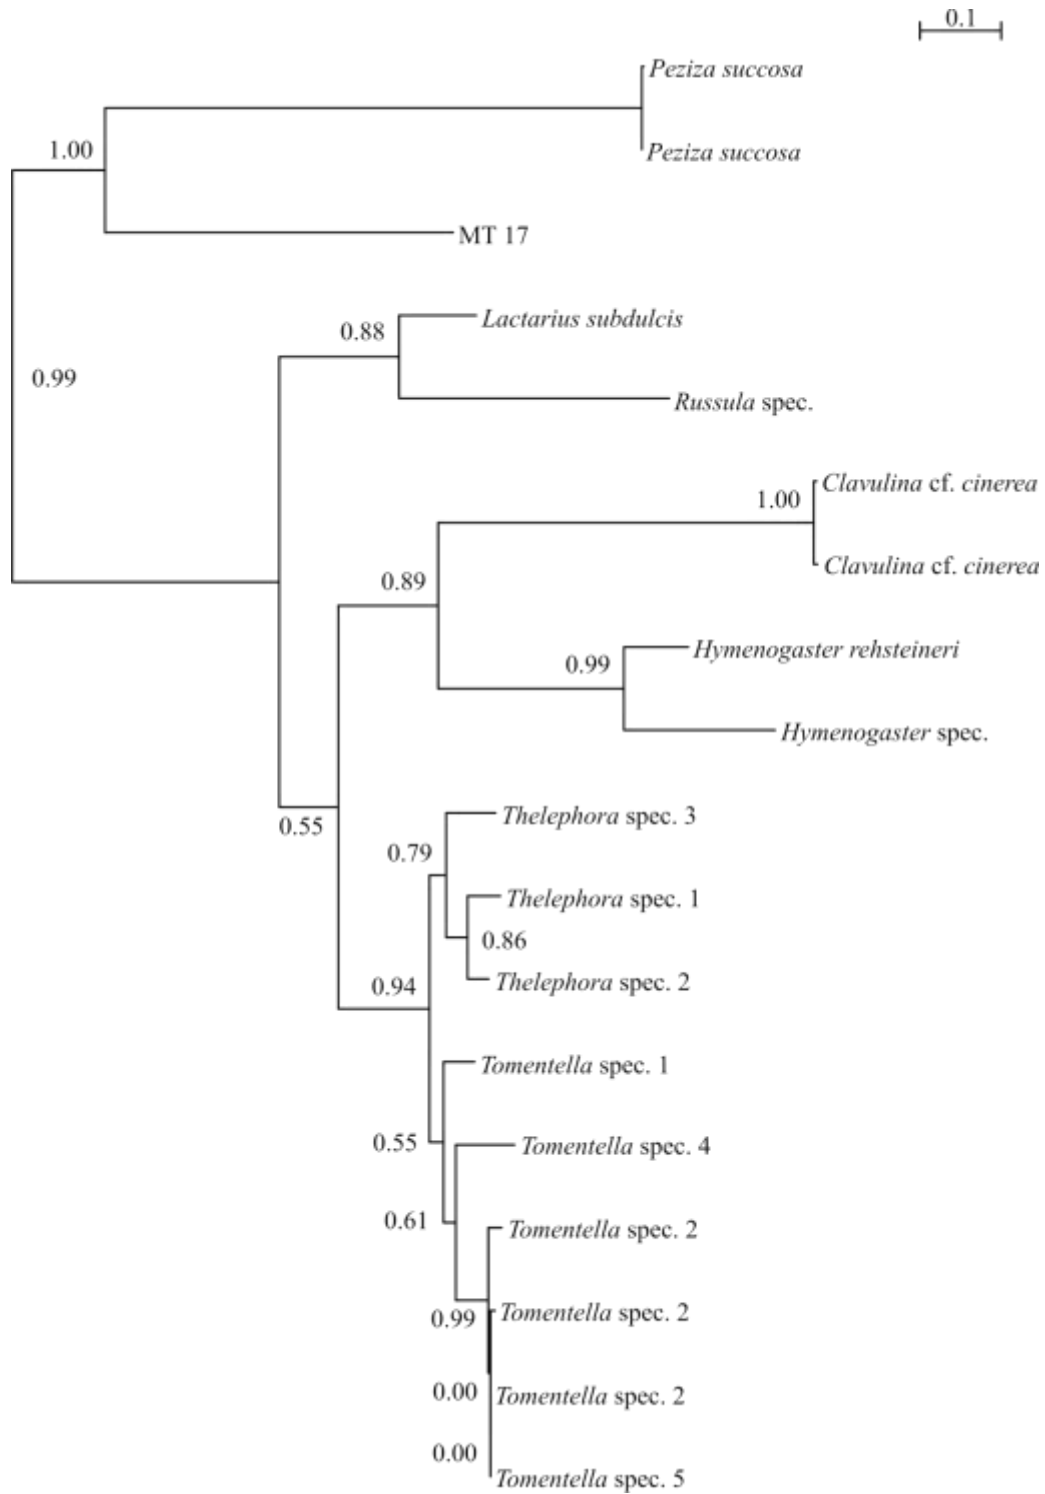 0.1
Peziza succosa
1.00
Peziza succosa
MT 17
Lactarius subdulcis
0.88
0.99
Russula spec.
Clavulina cf. cinerea
1.00
Clavulina cf. cinerea
0.89
Hymenogaster rehsteineri
0.99
Hymenogaster spec.
Thelephora spec. 3
0.55
0.79
Thelephora spec. 1
0.86
Thelephora spec. 2
0.94
Tomentella spec. 1
0.55
Tomentella spec. 4
0.61
Tomentella spec. 2
0.99
Tomentella spec. 2
0.00
Tomentella spec. 2
0.00
Tomentella spec. 5